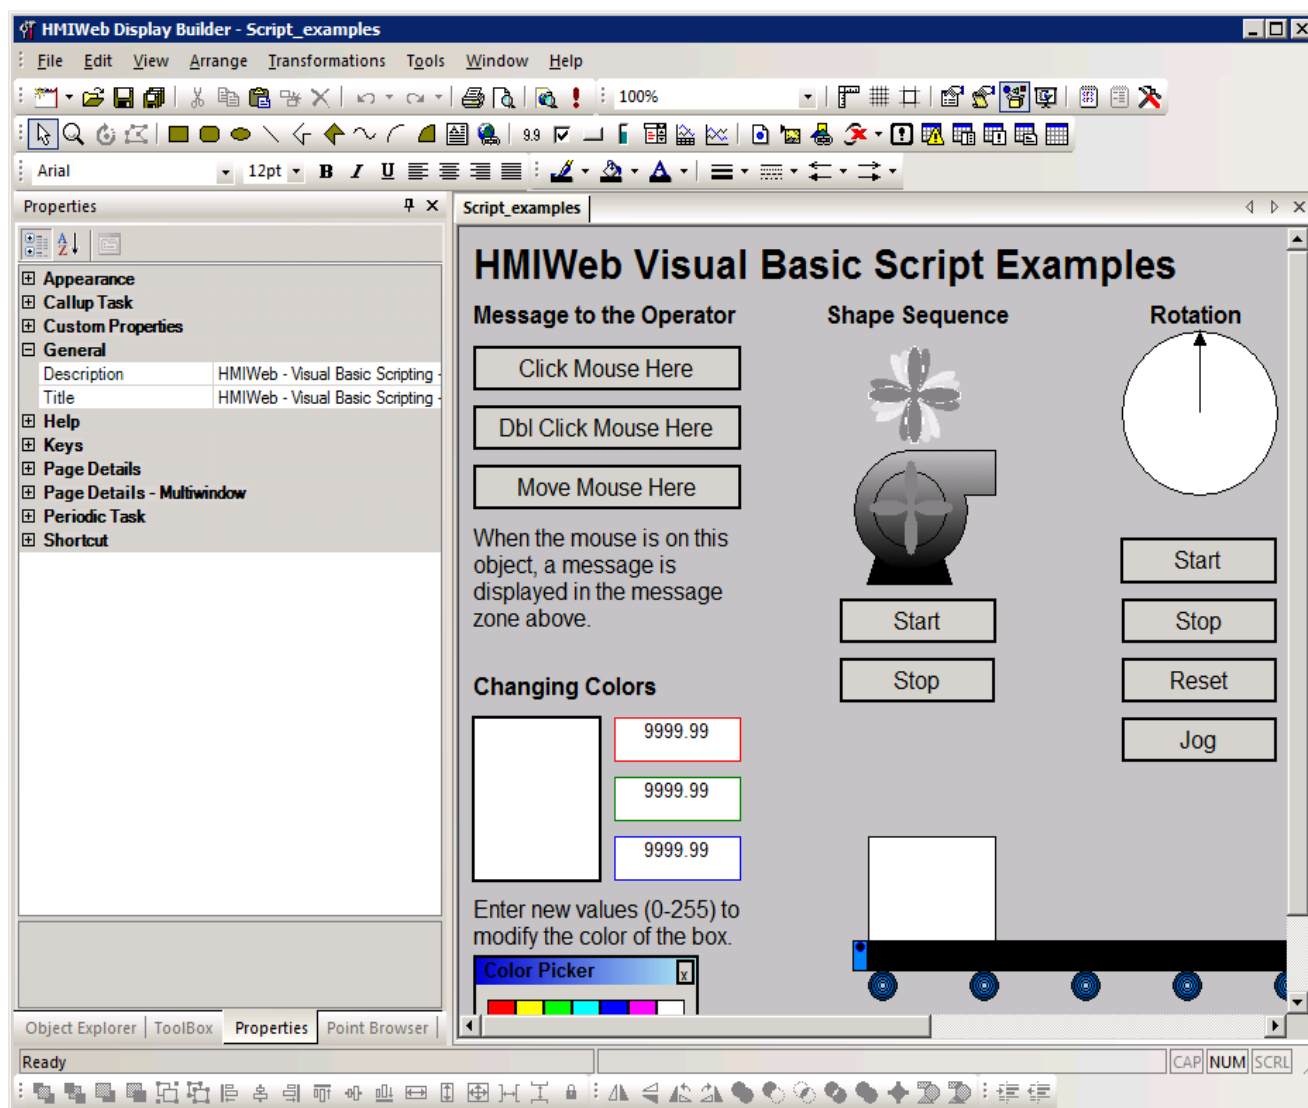 HMIWeb Display Builder - Script_examples
File Edit View Arrange Transformations Tools Window Help
100%
9.9
Arial 12pt B I U A
Properties
Script_examples
A
Z
Appearance
Callup Task
Custom Properties
General
Description HMIWeb - Visual Basic Scripting -
Title HMIWeb - Visual Basic Scripting -
Help
Keys
Page Details
Page Details - Multiwindow
Periodic Task
Shortcut
HMIWeb Visual Basic Script Examples
Message to the Operator
Click Mouse Here
Dbl Click Mouse Here
Move Mouse Here
When the mouse is on this
object, a message is
displayed in the message
zone above.
Shape Sequence
Start
Stop
Rotation
Start
Stop
Reset
Jog
Changing Colors
9999.99
9999.99
9999.99
Enter new values (0-255) to
modify the color of the box.
Color Picker x
Object Explorer ToolBox Properties Point Browser
Ready
CAP NUM SCRL